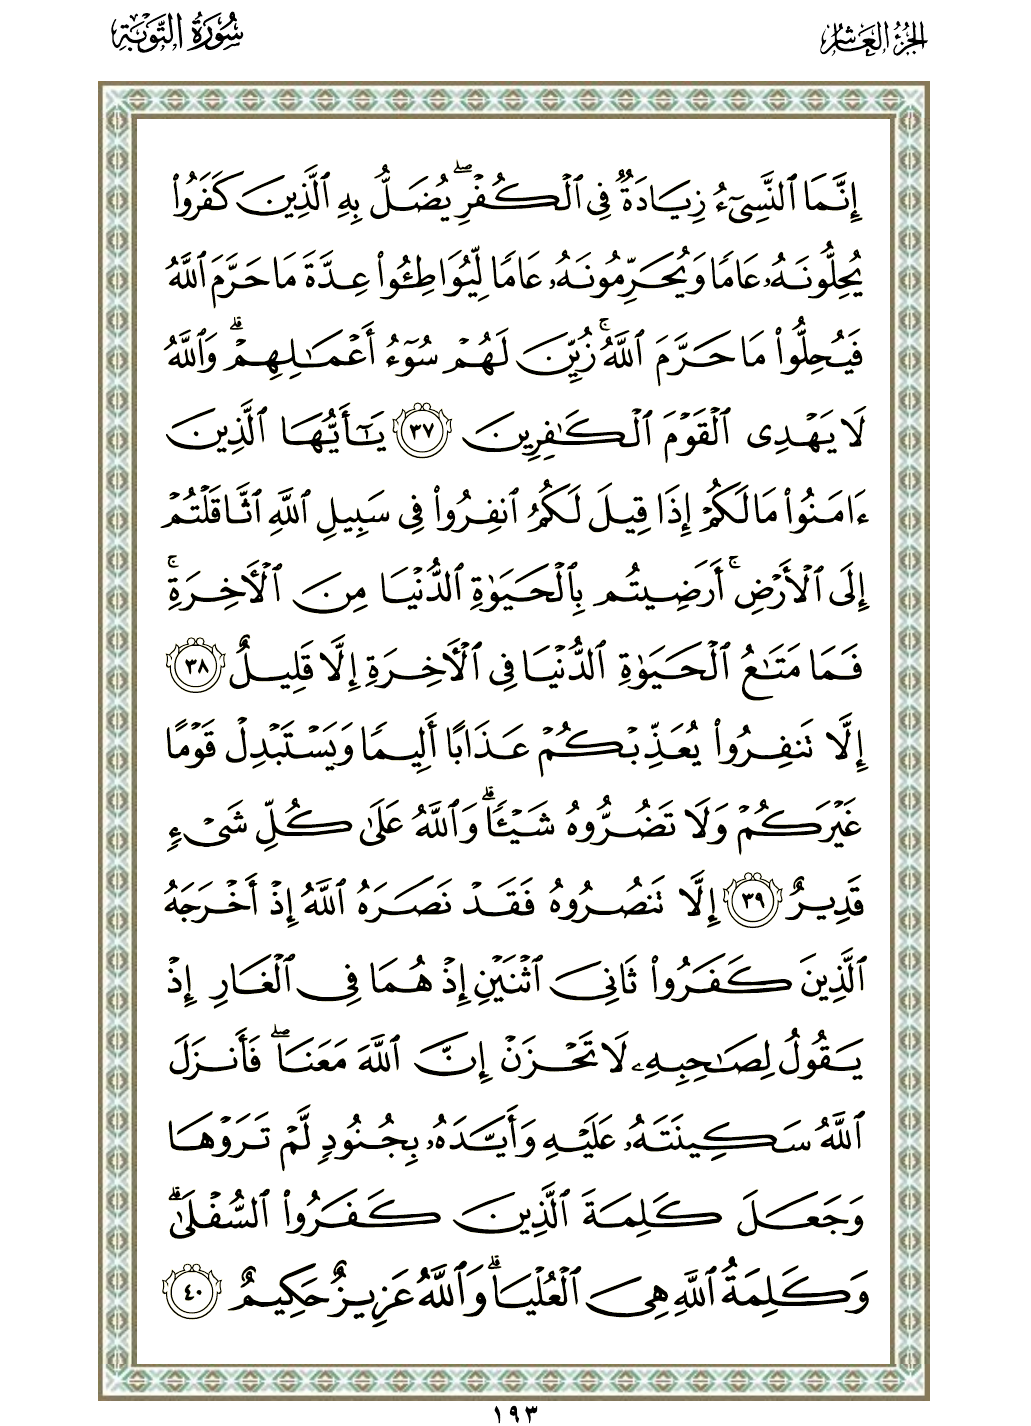 الجزء العاشر
سورة التوبة
إِنَّمَا ٱلنَّسِىٓءُ زِيَادَةٌ فِى ٱلْكُفْرِ ۖ يُضَلُّ بِهِ ٱلَّذِينَ كَفَرُوا۟
يُحِلُّونَهُۥ عَامًا وَيُحَرِّمُونَهُۥ عَامًا لِّيُوَاطِـُٔوا۟ عِدَّةَ مَا حَرَّمَ ٱللَّهُ
فَيُحِلُّوا۟ مَا حَرَّمَ ٱللَّهُ ۚ زُيِّنَ لَهُمْ سُوٓءُ أَعْمَـٰلِهِمْ ۗ وَٱللَّهُ
لَا يَهْدِى ٱلْقَوْمَ ٱلْكَـٰفِرِينَ ٣٧ يَـٰٓأَيُّهَا ٱلَّذِينَ
ءَامَنُوا۟ مَا لَكُمْ إِذَا قِيلَ لَكُمُ ٱنفِرُوا۟ فِى سَبِيلِ ٱللَّهِ ٱثَّاقَلْتُمْ
إِلَى ٱلْأَرْضِ ۚ أَرَضِيتُم بِٱلْحَيَوٰةِ ٱلدُّنْيَا مِنَ ٱلْـَٔاخِرَةِ ۚ
فَمَا مَتَـٰعُ ٱلْحَيَوٰةِ ٱلدُّنْيَا فِى ٱلْـَٔاخِرَةِ إِلَّا قَلِيلٌ ٣٨
إِلَّا تَنفِرُوا۟ يُعَذِّبْكُمْ عَذَابًا أَلِيمًا وَيَسْتَبْدِلْ قَوْمًا
غَيْرَكُمْ وَلَا تَضُرُّوهُ شَيْـًٔا ۗ وَٱللَّهُ عَلَىٰ كُلِّ شَىْءٍ
قَدِيرٌ ٣٩ إِلَّا تَنصُرُوهُ فَقَدْ نَصَرَهُ ٱللَّهُ إِذْ أَخْرَجَهُ
ٱلَّذِينَ كَفَرُوا۟ ثَانِىَ ٱثْنَيْنِ إِذْ هُمَا فِى ٱلْغَارِ إِذْ
يَقُولُ لِصَـٰحِبِهِۦ لَا تَحْزَنْ إِنَّ ٱللَّهَ مَعَنَا ۖ فَأَنزَلَ
ٱللَّهُ سَكِينَتَهُۥ عَلَيْهِ وَأَيَّدَهُۥ بِجُنُودٍ لَّمْ تَرَوْهَا
وَجَعَلَ كَلِمَةَ ٱلَّذِينَ كَفَرُوا۟ ٱلسُّفْلَىٰ ۗ
وَكَلِمَةُ ٱللَّهِ هِىَ ٱلْعُلْيَا ۗ وَٱللَّهُ عَزِيزٌ حَكِيمٌ ٤٠
١٩٣